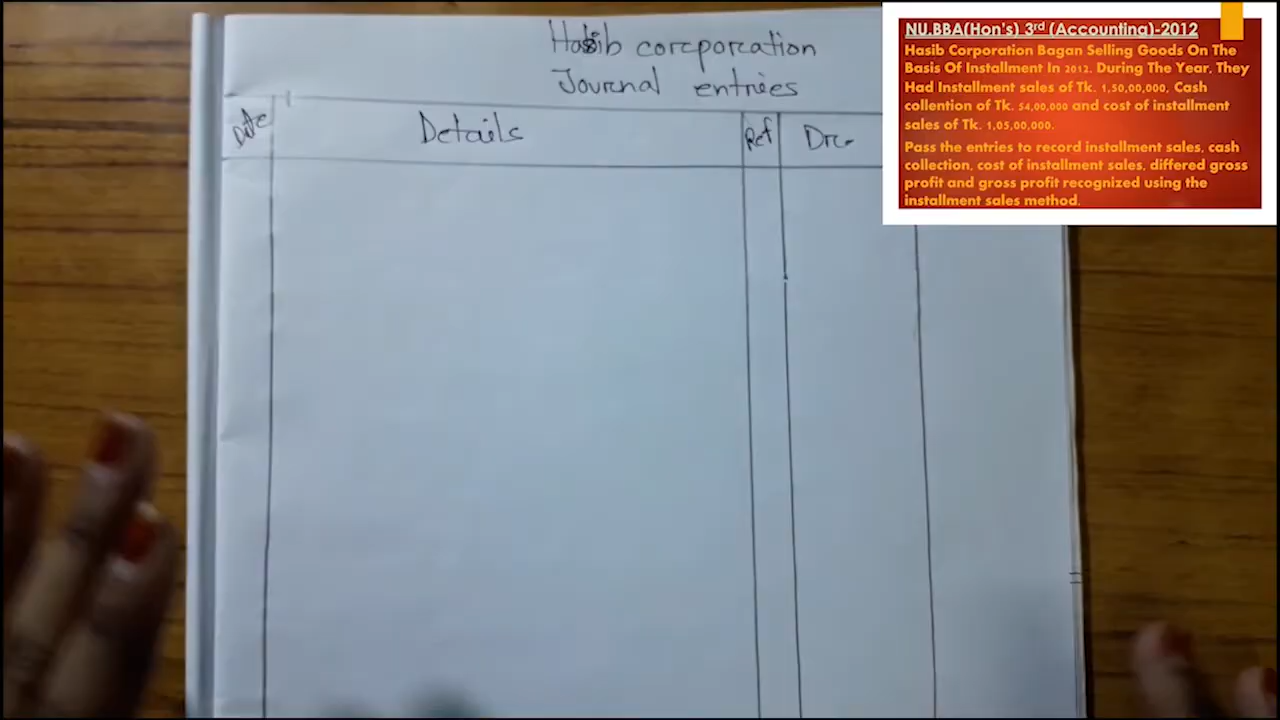 Hasib corporation
Journal entries
Date
Details
Ref
Dr.
NU.BBA(Hon's) 3rd (Accounting)-2012
Hasib Corporation Bagan Selling Goods On The
Basis Of Installment In 2012. During The Year, They
Had Installment sales of Tk. 1,50,00,000, Cash
collention of Tk. 54,00,000 and cost of installment
sales of Tk. 1,05,00,000.
Pass the entries to record installment sales, cash
collection, cost of installment sales, differed gross
profit and gross profit recognized using the
installment sales method.